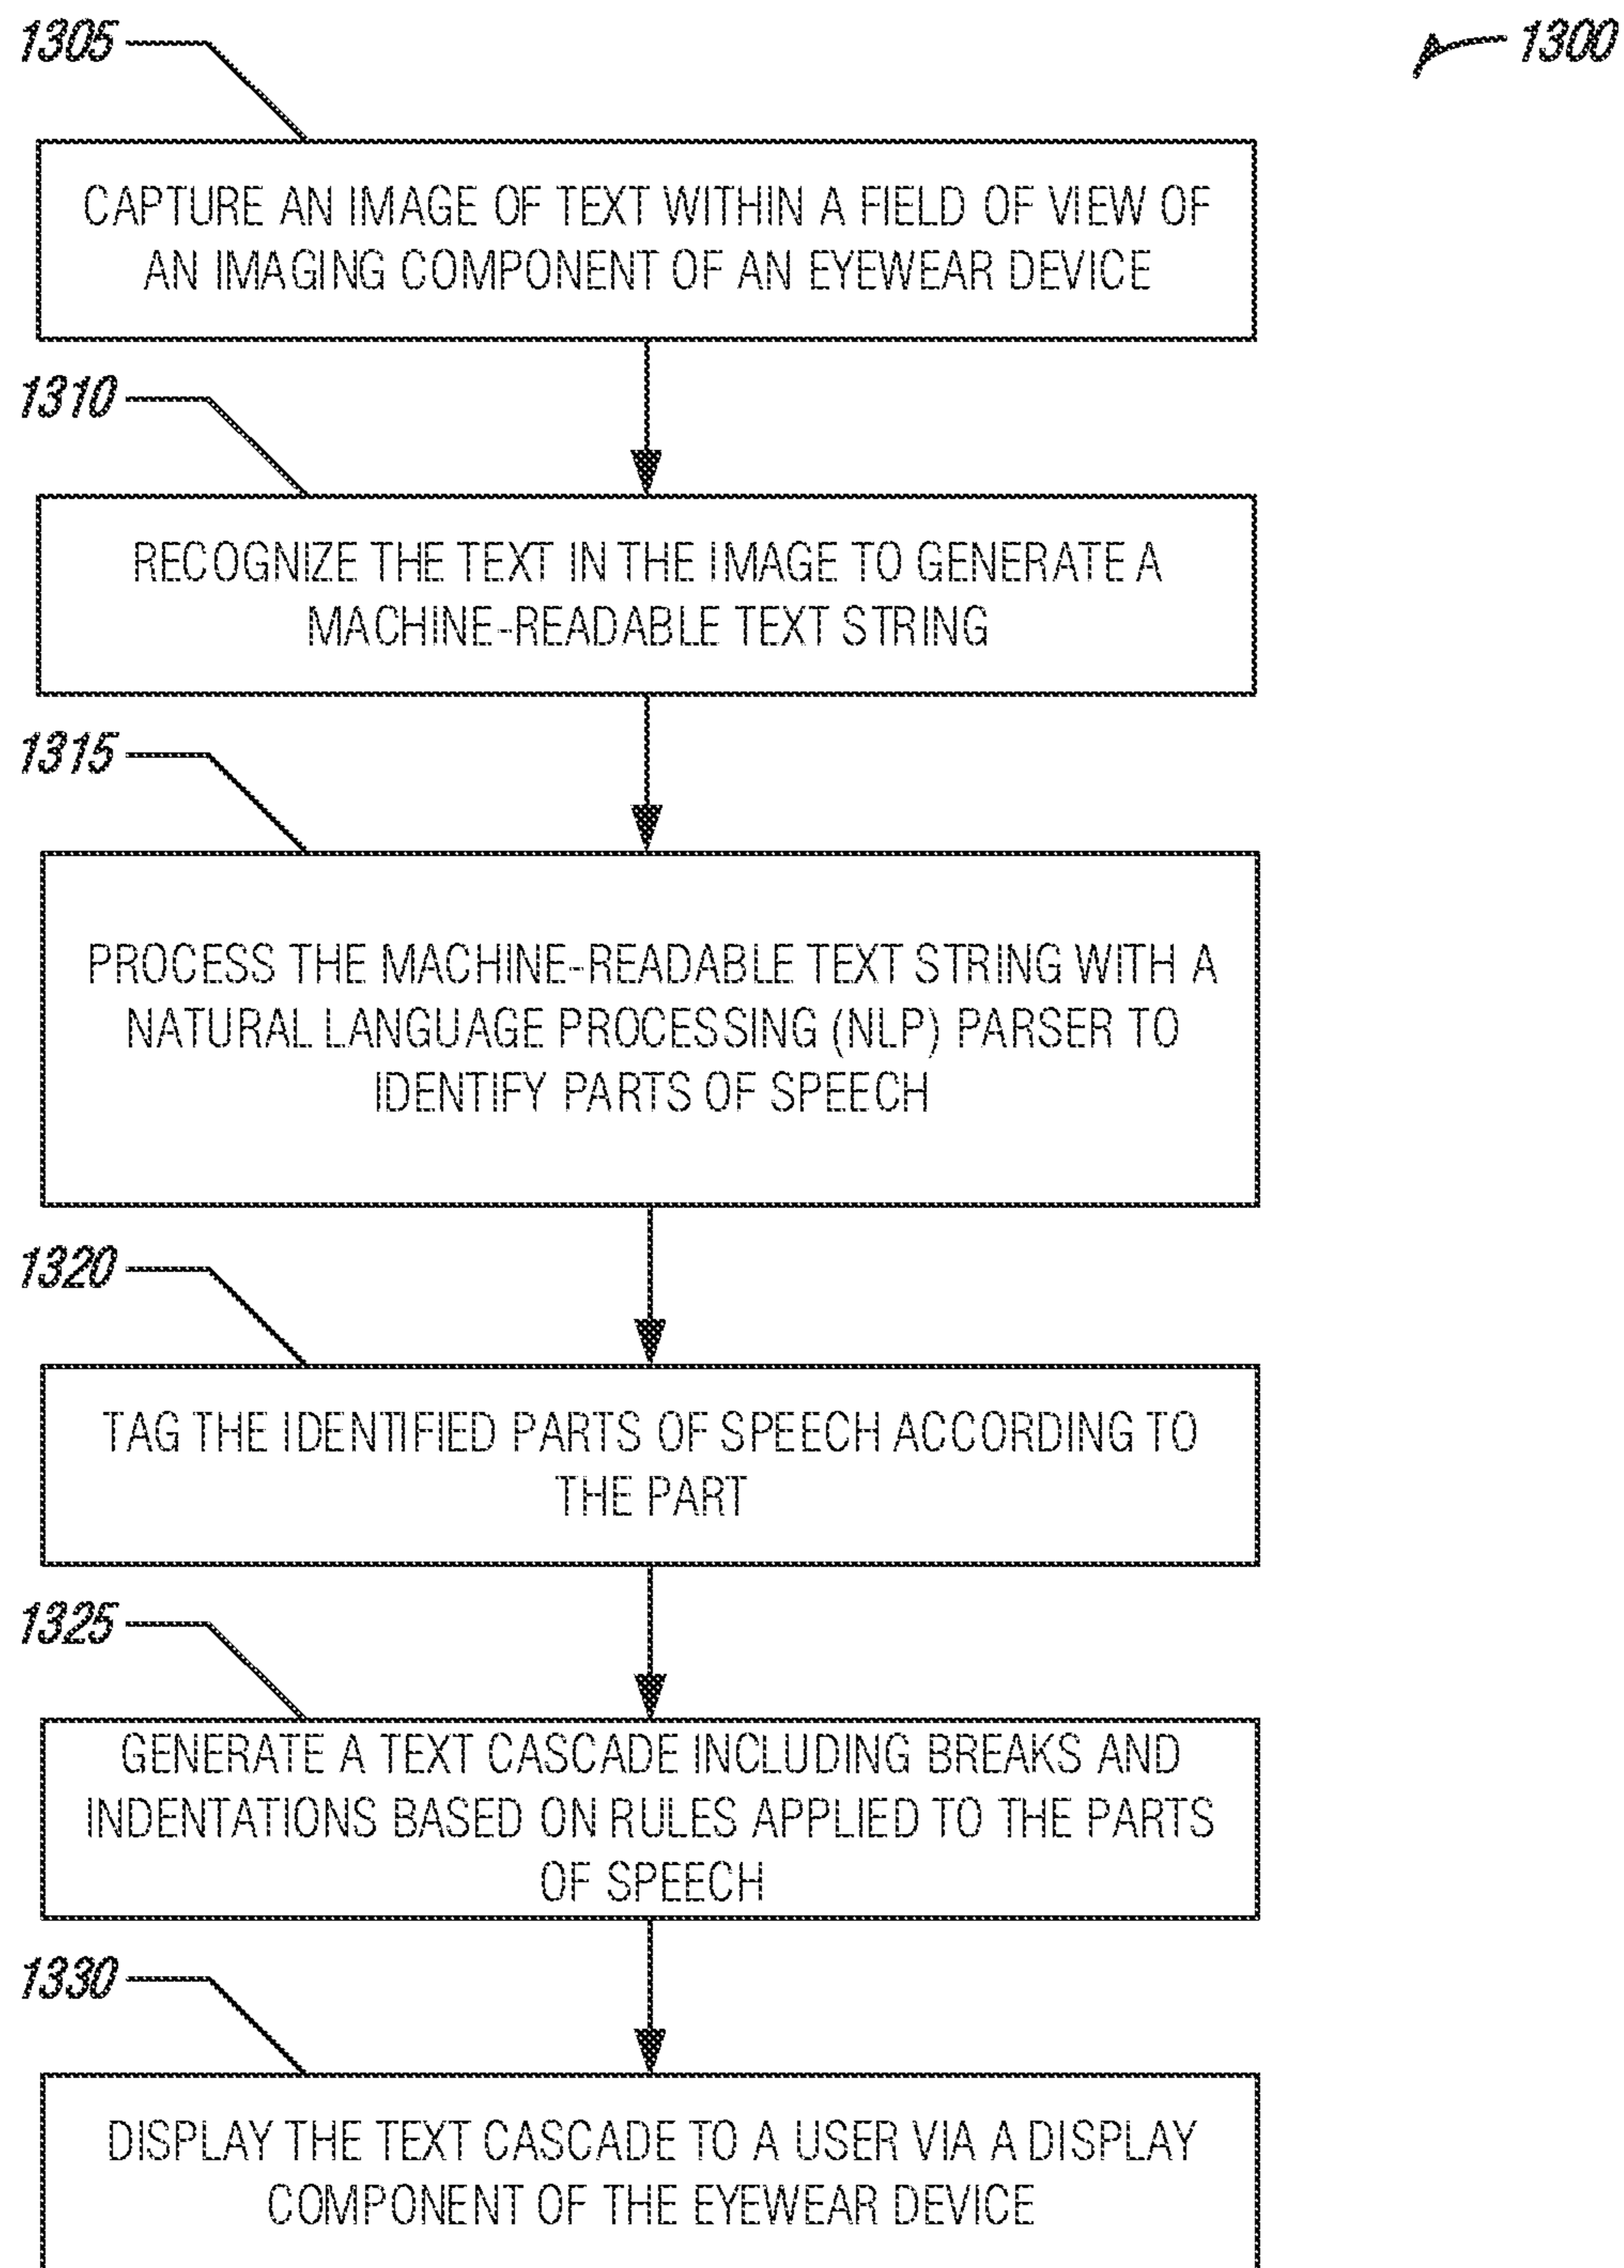 1305
1300
CAPTURE AN IMAGE OF TEXT WITHIN A FIELD OF VIEW OF
AN IMAGING COMPONENT OF AN EYEWEAR DEVICE
1310
RECOGNIZE THE TEXT IN THE IMAGE TO GENERATE A
MACHINE-READABLE TEXT STRING
1315
PROCESS THE MACHINE-READABLE TEXT STRING WITH A
NATURAL LANGUAGE PROCESSING (NLP) PARSER TO
IDENTIFY PARTS OF SPEECH
1320
TAG THE IDENTIFIED PARTS OF SPEECH ACCORDING TO
THE PART
1325
GENERATE A TEXT CASCADE INCLUDING BREAKS AND
INDENTATIONS BASED ON RULES APPLIED TO THE PARTS
OF SPEECH
1330
DISPLAY THE TEXT CASCADE TO A USER VIA A DISPLAY
COMPONENT OF THE EYEWEAR DEVICE